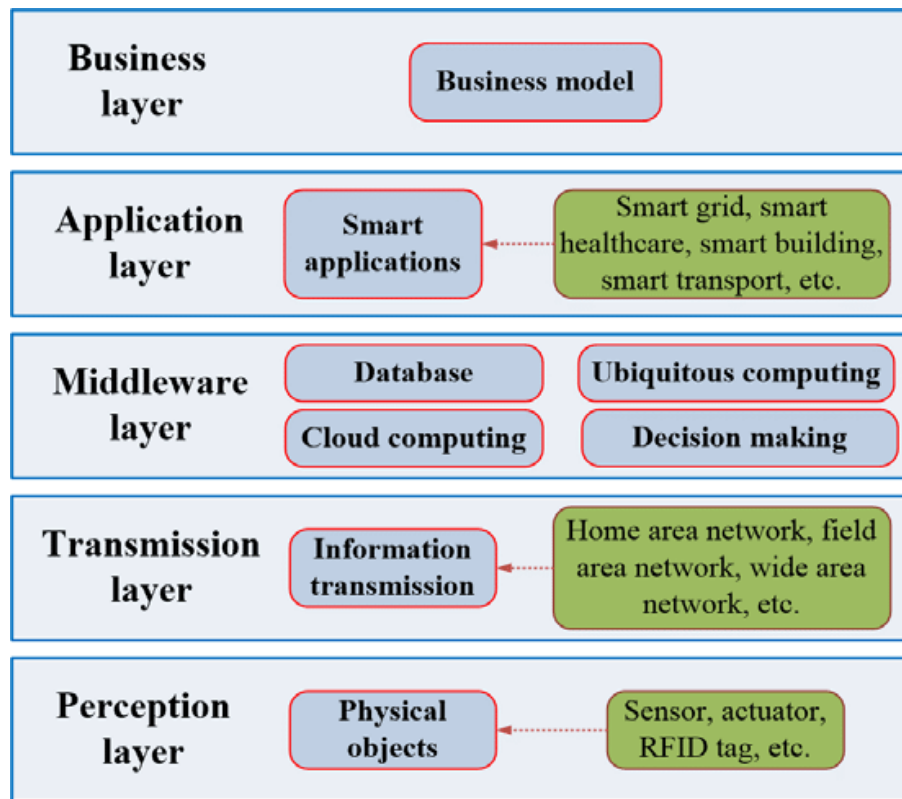 Business
layer
Business model
Application
layer
Smart
applications
Smart grid, smart
healthcare, smart building,
smart transport, etc.
Middleware
layer
Database
Ubiquitous computing
Cloud computing
Decision making
Transmission
layer
Information
transmission
Home area network, field
area network, wide area
network, etc.
Perception
layer
Physical
objects
Sensor, actuator,
RFID tag, etc.